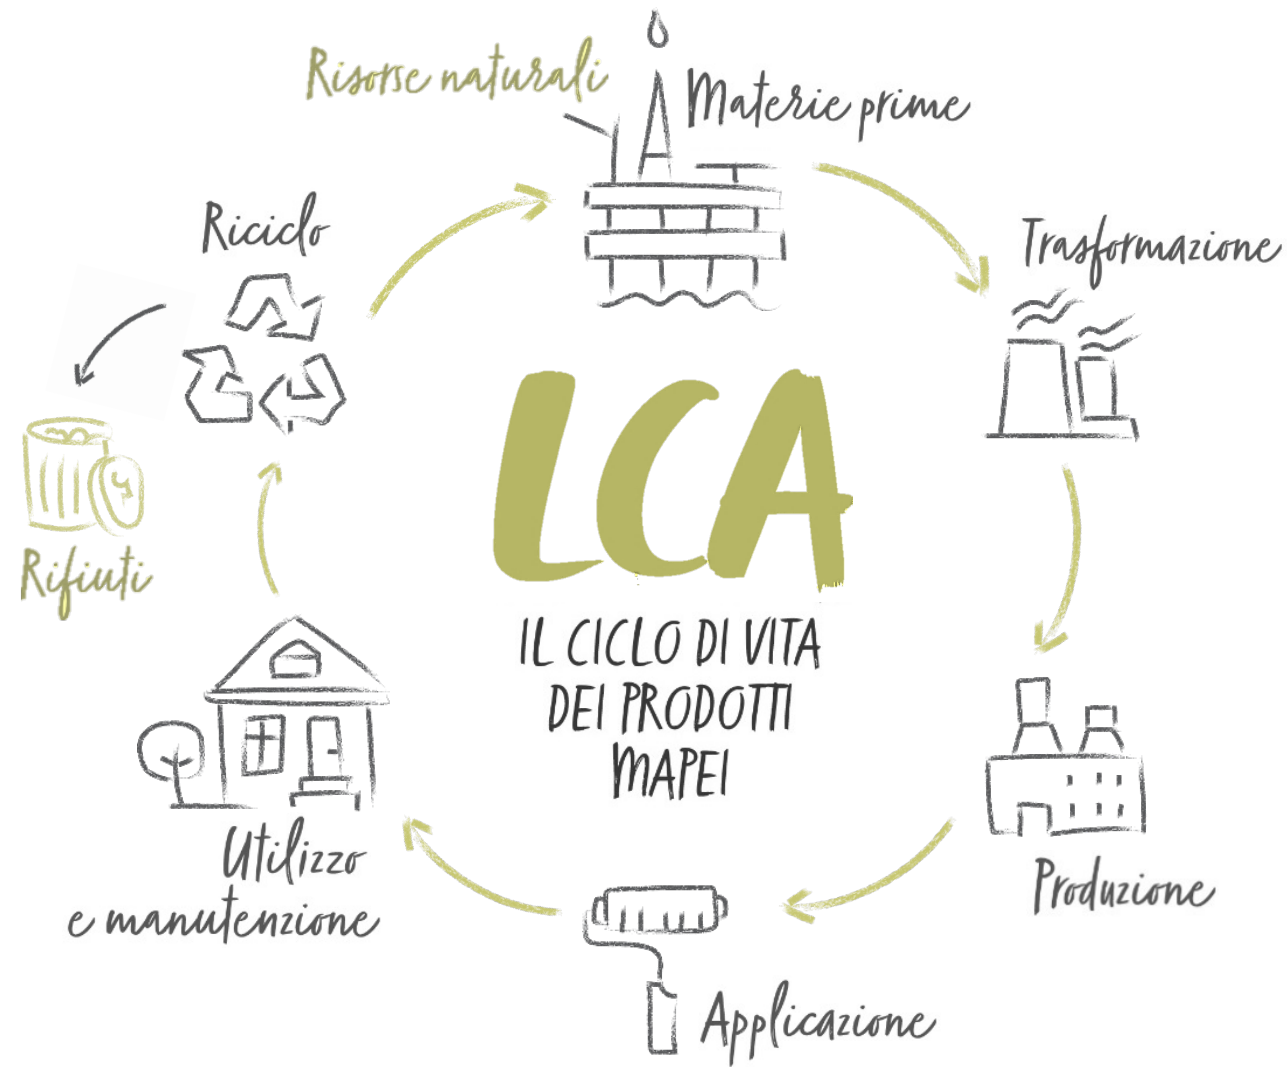 Risorse naturali
Materie prime
Riciclo
Trasformazione
LCA
IL CICLO DI VITA
DEI PRODOTTI
MAPEI
Rifiuti
Utilizzo
e manutenzione
Produzione
Applicazione